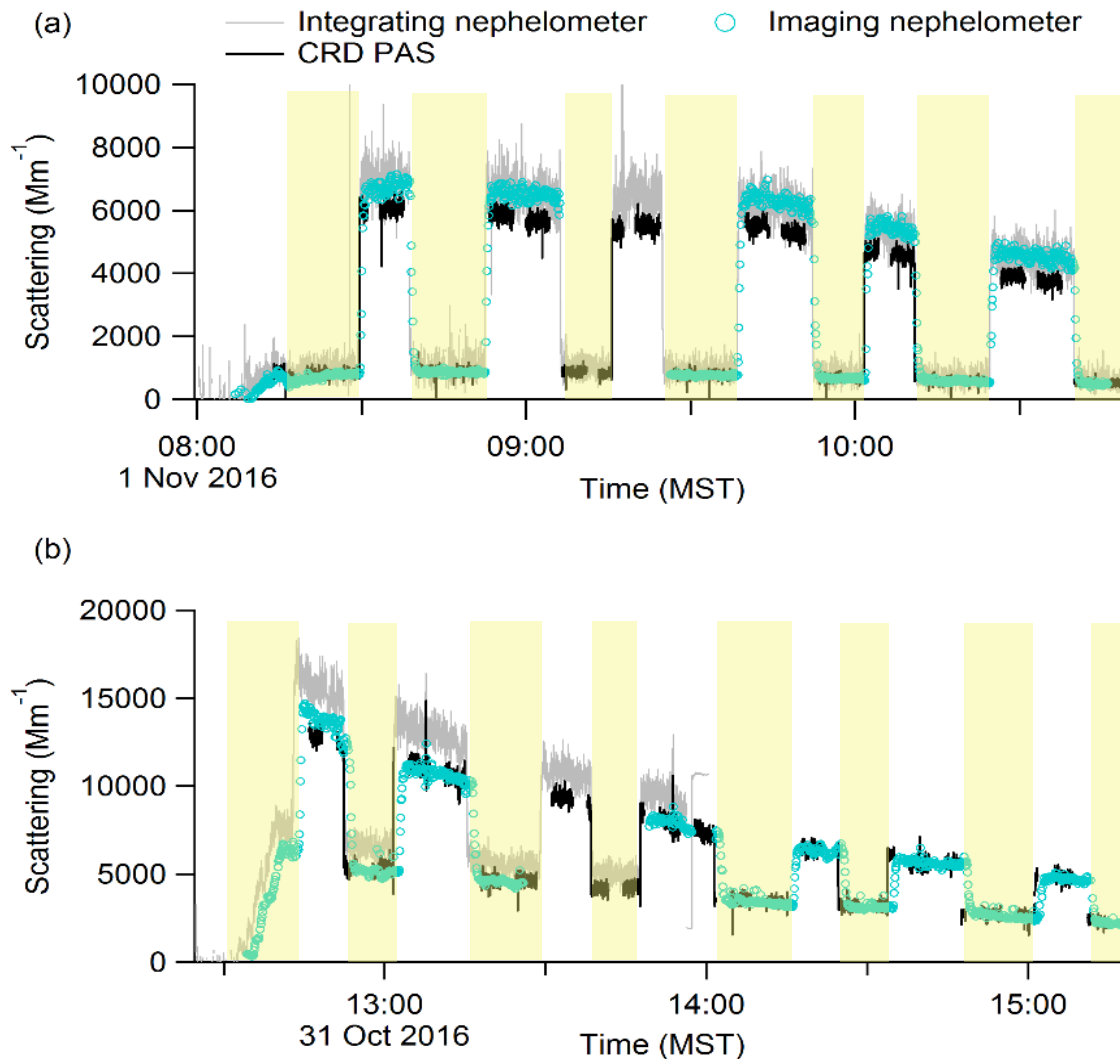 (a)
Integrating nephelometer
Imaging nephelometer
CRD PAS
10000
8000
6000
4000
2000
0
Scattering (Mm⁻¹)
08:00
09:00
10:00
1 Nov 2016
Time (MST)
(b)
20000
15000
10000
5000
0
Scattering (Mm⁻¹)
13:00
14:00
15:00
31 Oct 2016
Time (MST)